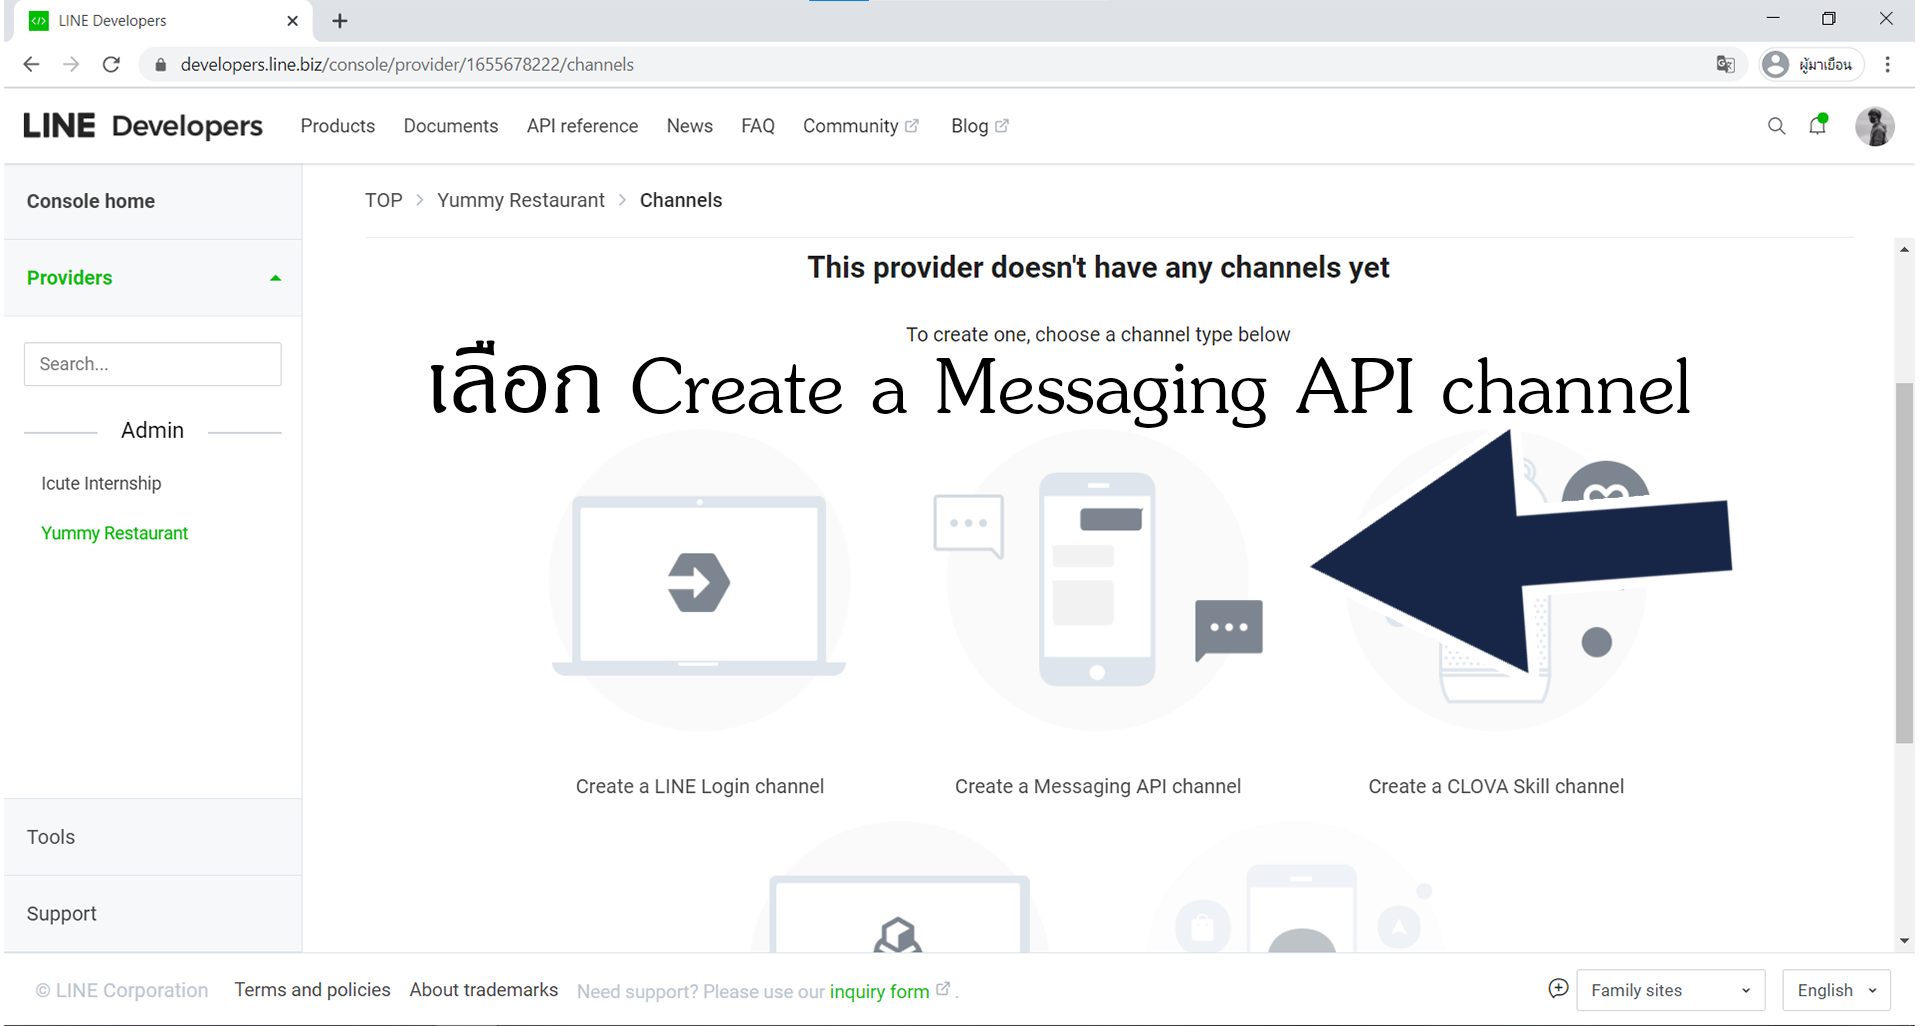 LINE Developers
developers.line.biz/console/provider/1655678222/channels
ผู้มาเยือน
LINE Developers Products Documents API reference News FAQ Community Blog
Console home
TOP > Yummy Restaurant > Channels
Providers
Search...
Admin
Icute Internship
Yummy Restaurant
This provider doesn't have any channels yet
To create one, choose a channel type below
เลือก Create a Messaging API channel
Create a LINE Login channel
Create a Messaging API channel
Create a CLOVA Skill channel
Tools
Support
© LINE Corporation Terms and policies About trademarks Need support? Please use our inquiry form .
Family sites
English